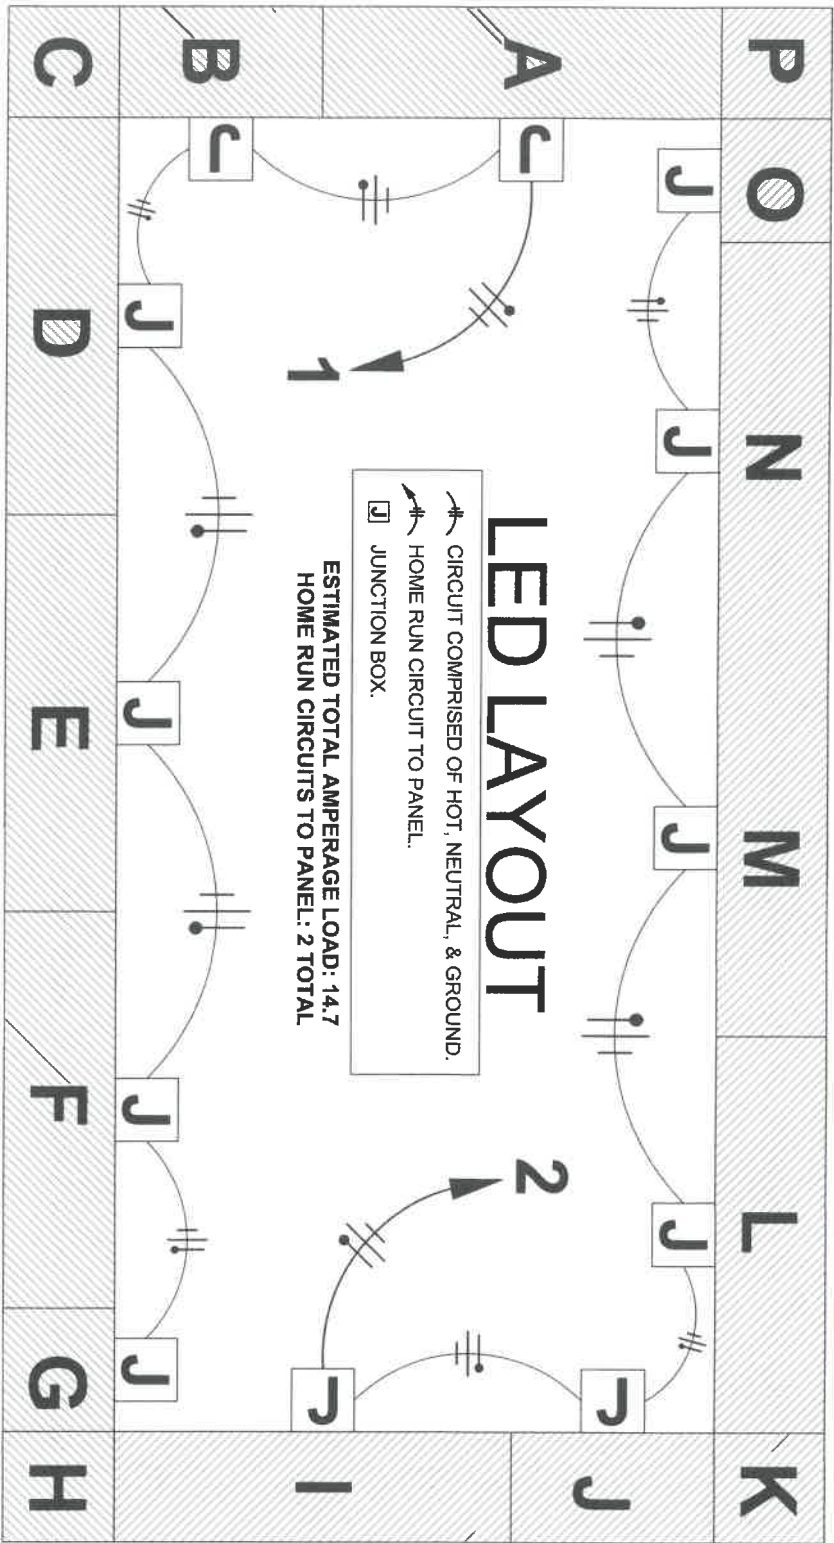 P O N M L K
J J J J
J J
A J 2
LED LAYOUT
CIRCUIT COMPRISED OF HOT, NEUTRAL, & GROUND.
HOME RUN CIRCUIT TO PANEL.
J JUNCTION BOX.
ESTIMATED TOTAL AMPERAGE LOAD: 14.7
HOME RUN CIRCUITS TO PANEL: 2 TOTAL
1 J I
B J
J J J J
C D E F G H